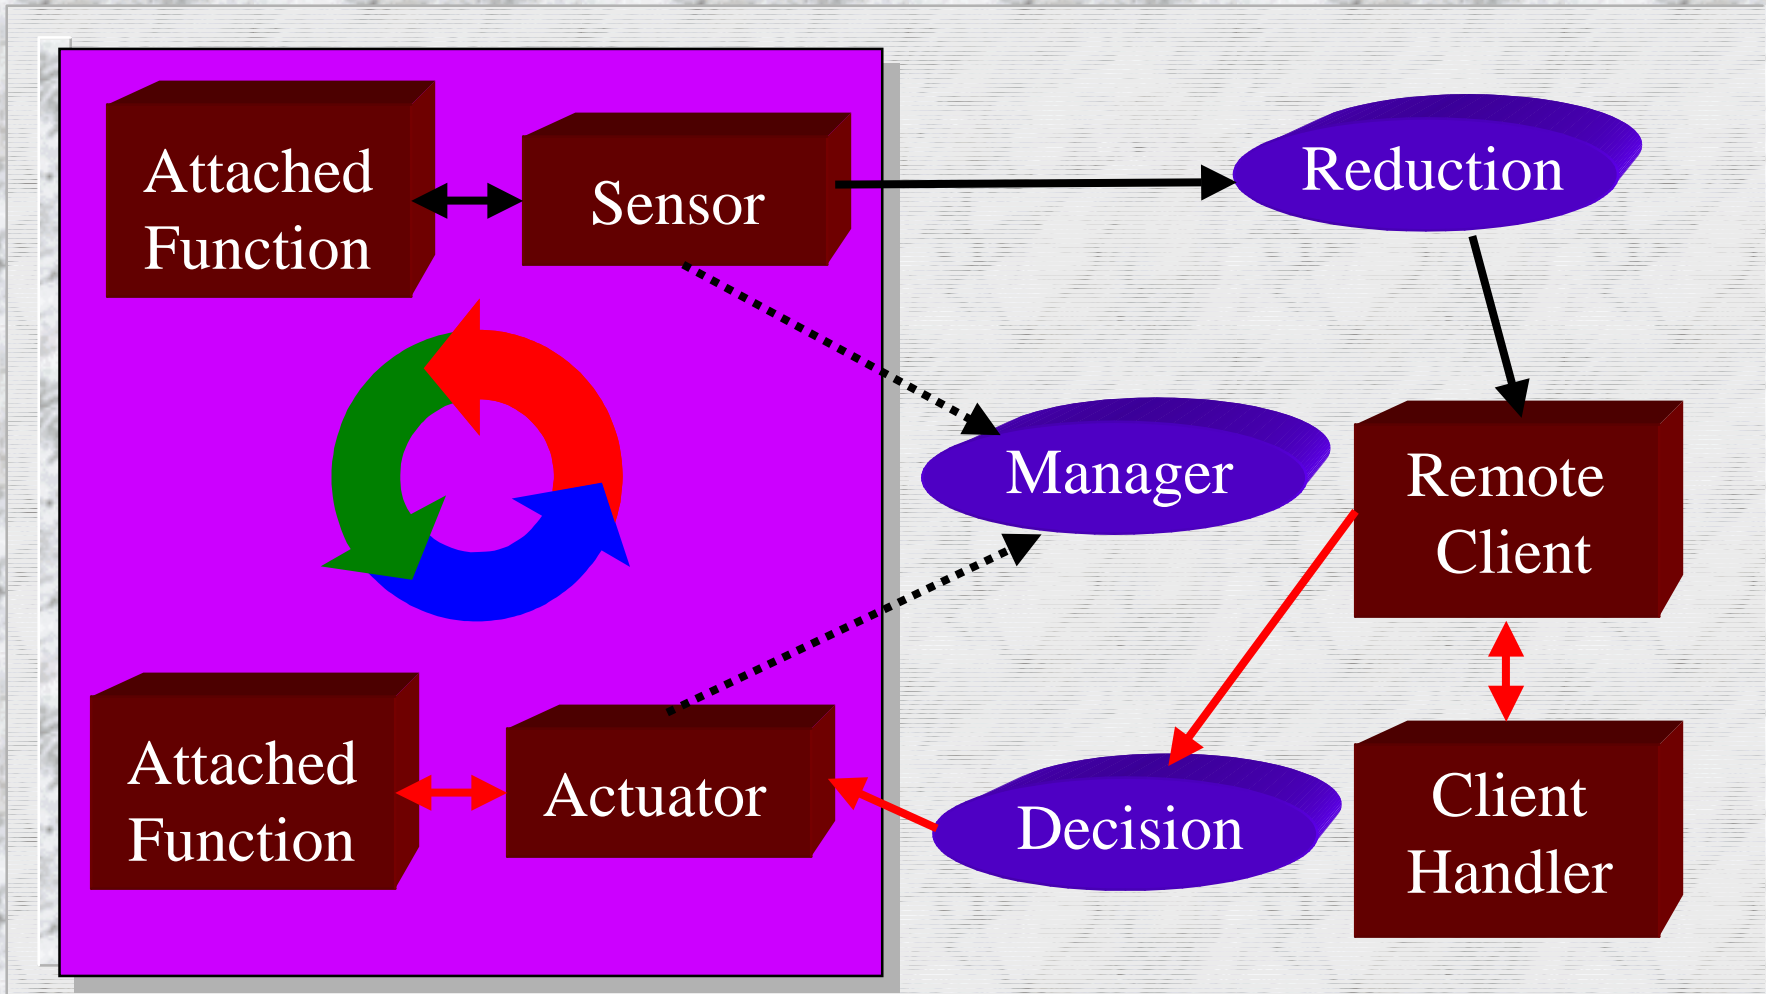 Attached
Function
Sensor
Reduction
Manager
Remote
Client
Attached
Function
Actuator
Decision
Client
Handler